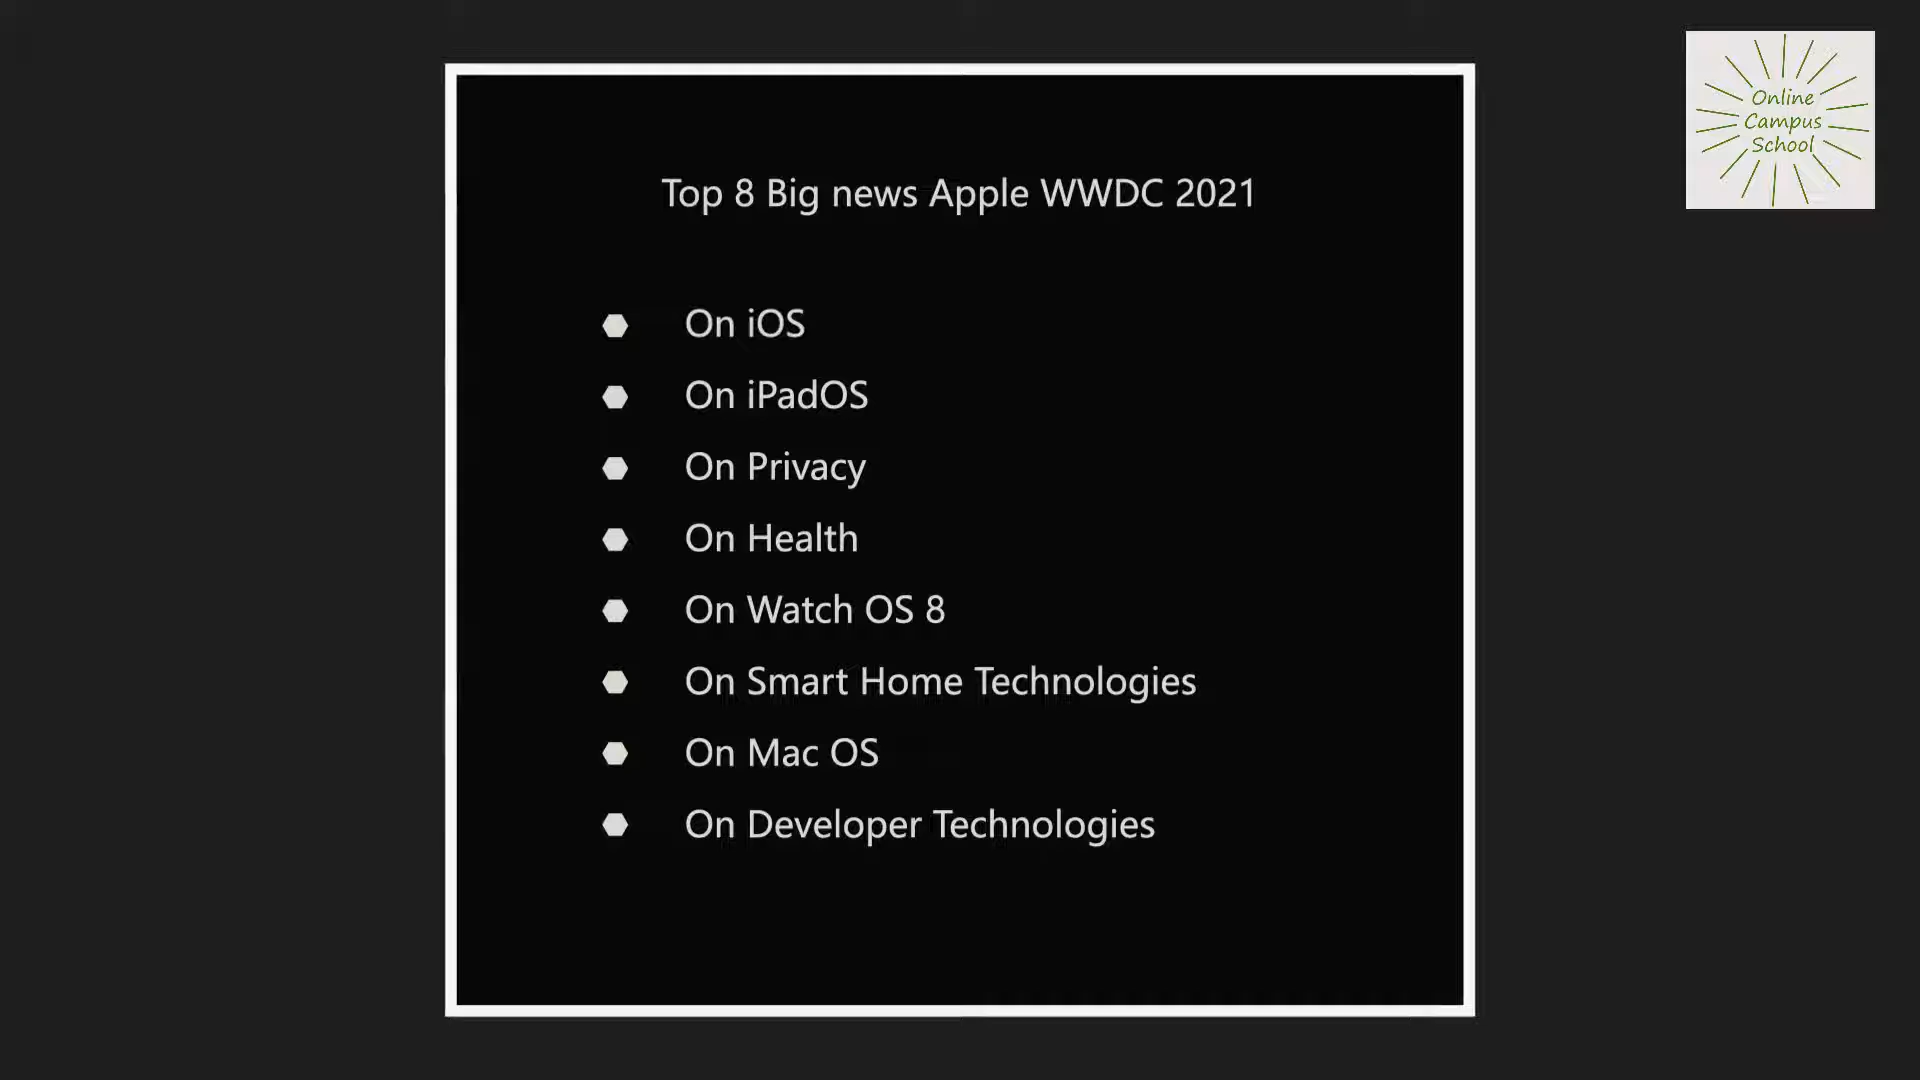 Online
Campus
School
Top 8 Big news Apple WWDC 2021
On iOS
On iPadOS
On Privacy
On Health
On Watch OS 8
On Smart Home Technologies
On Mac OS
On Developer Technologies